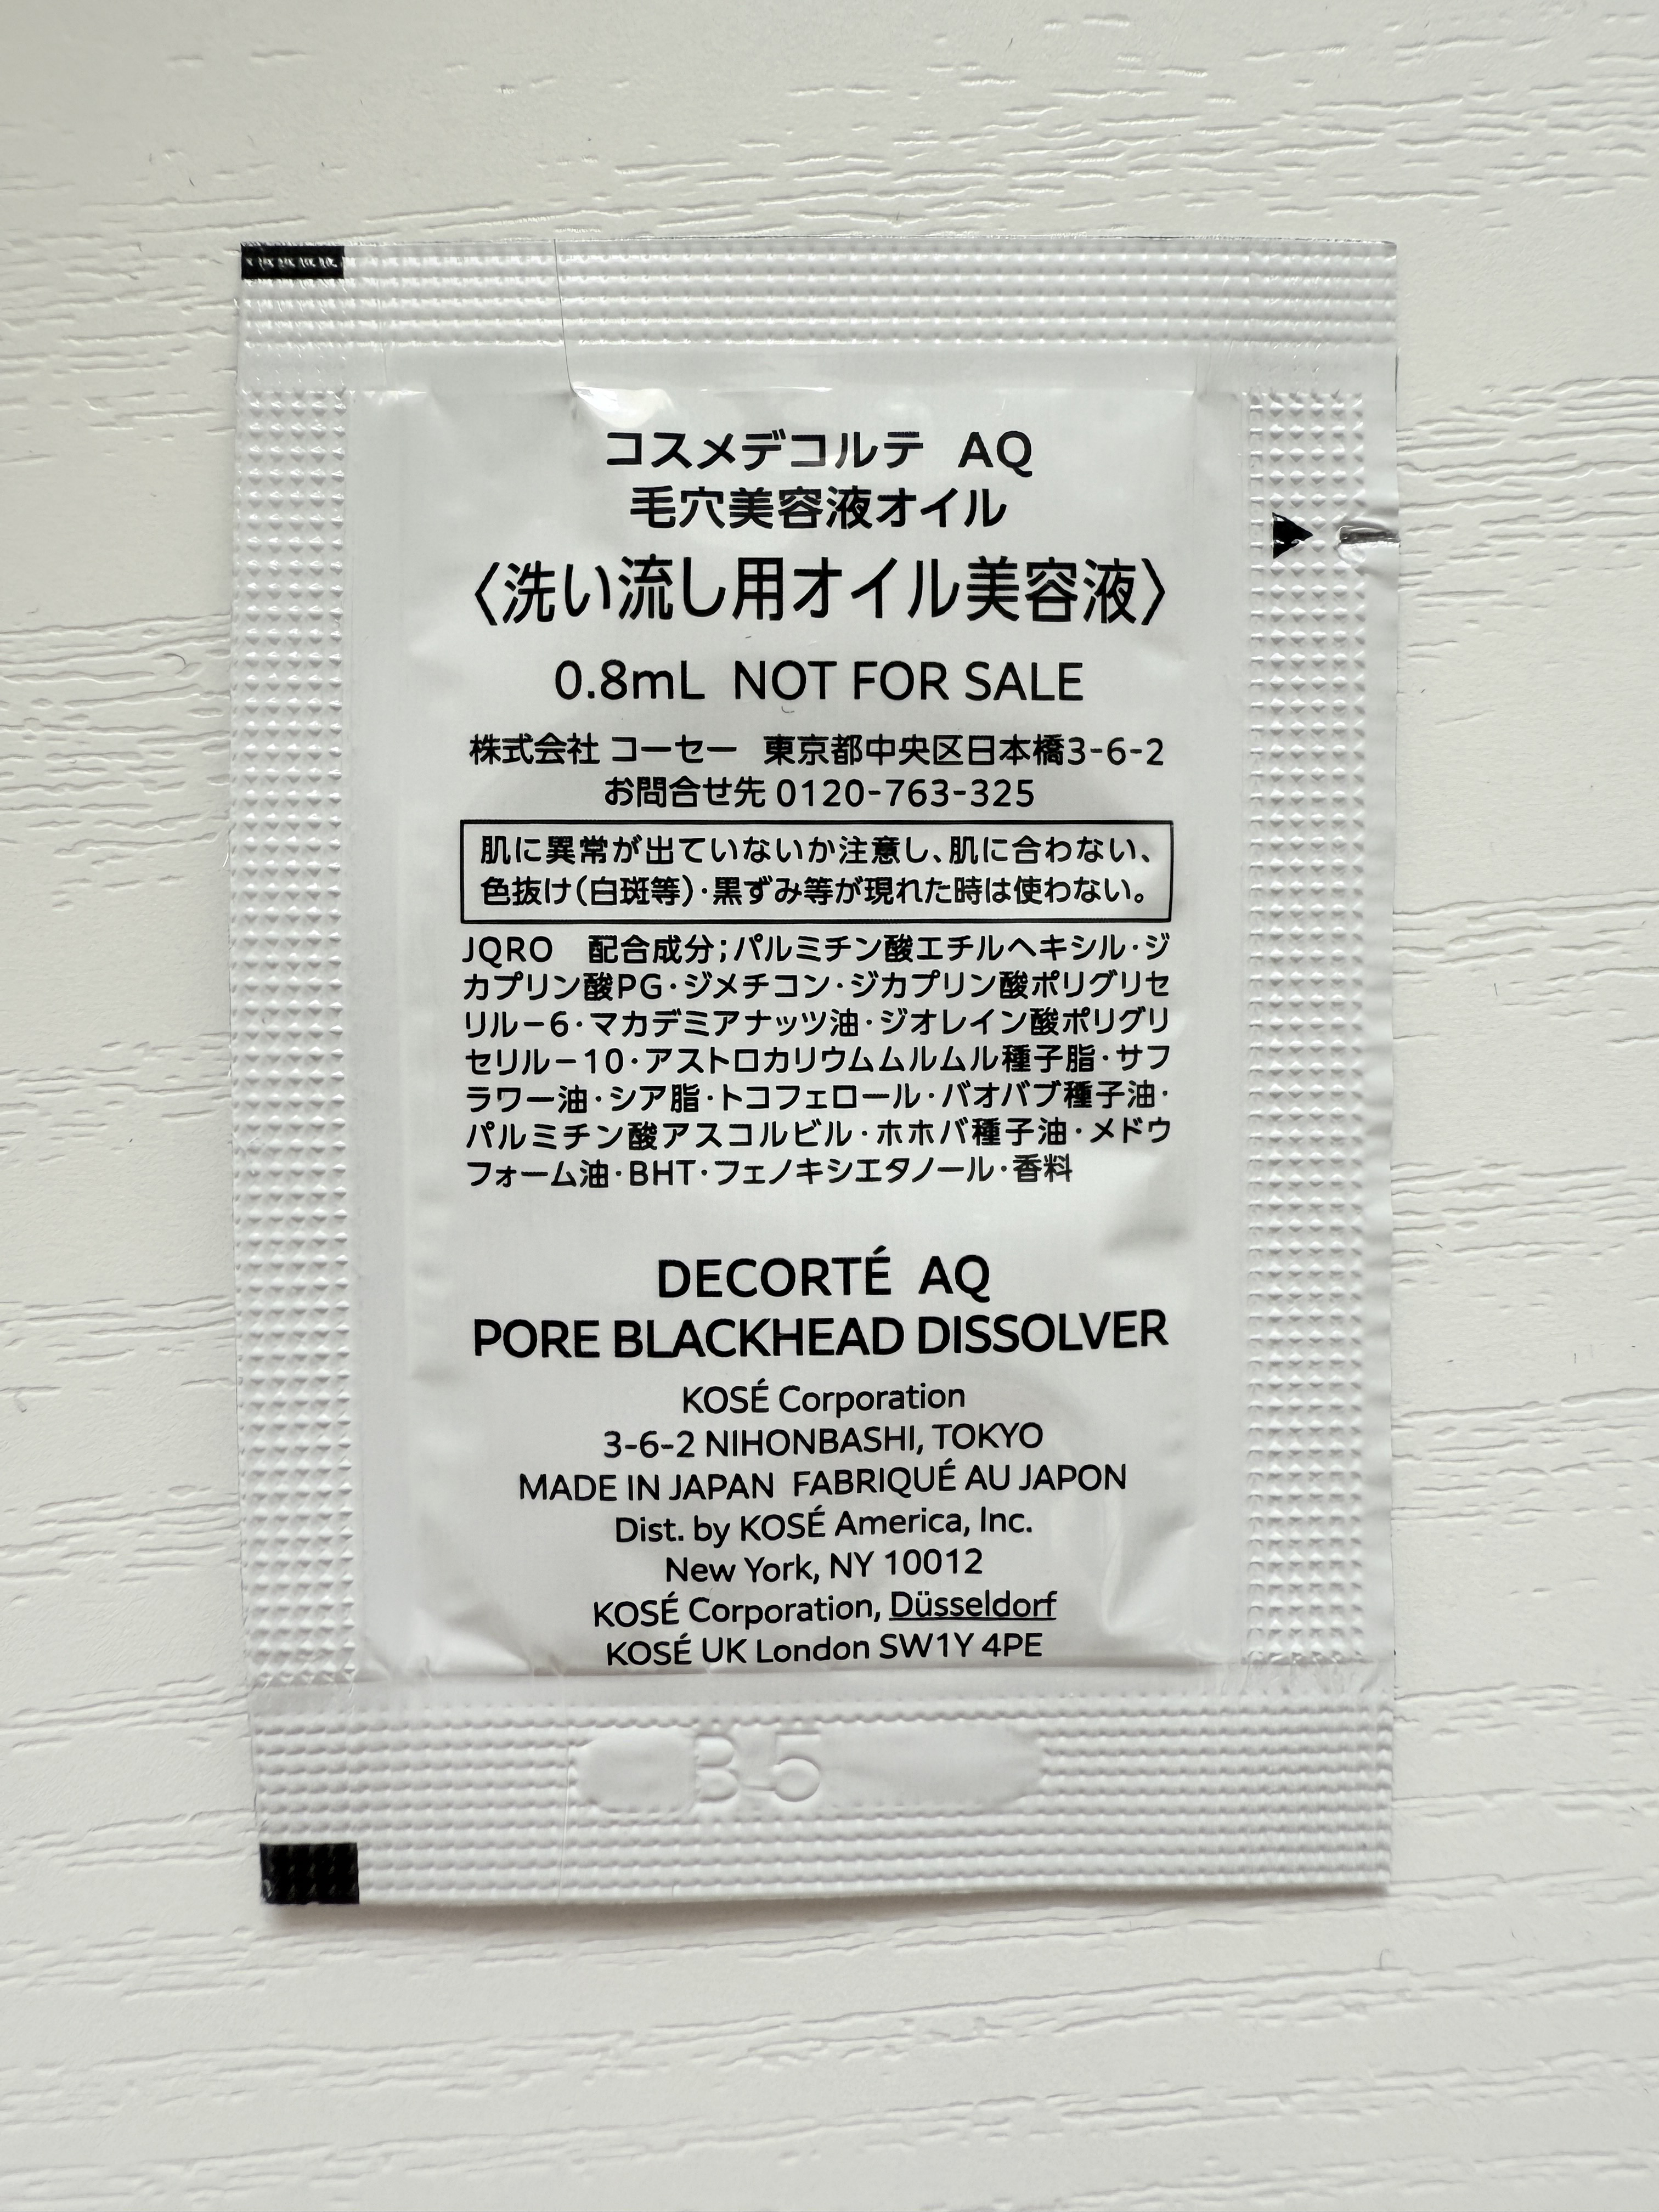 コスメデコルテ AQ
毛穴美容液オイル
〈洗い流し用オイル美容液〉
0.8mL NOT FOR SALE
株式会社 コーセー 東京都中央区日本橋3-6-2
お問合せ先 0120-763-325
肌に異常が出ていないか注意し､肌に合わない､
色抜け(白斑等)･黒ずみ等が現れた時は使わない。
JQRO 配合成分;パルミチン酸エチルヘキシル･ジ
カプリン酸PG･ジメチコン･ジカプリン酸ポリグリセ
リル－6･マカデミアナッツ油･ジオレイン酸ポリグリ
セリル－10･アストロカリウムムルムル種子脂･サフ
ラワー油･シア脂･トコフェロール･バオバブ種子油･
パルミチン酸アスコルビル･ホホバ種子油･メドウ
フォーム油･BHT･フェノキシエタノール･香料
DECORTÉ AQ
PORE BLACKHEAD DISSOLVER
KOSÉ Corporation
3-6-2 NIHONBASHI, TOKYO
MADE IN JAPAN FABRIQUÉ AU JAPON
Dist. by KOSÉ America, Inc.
New York, NY 10012
KOSÉ Corporation, Düsseldorf
KOSÉ UK London SW1Y 4PE
B-5